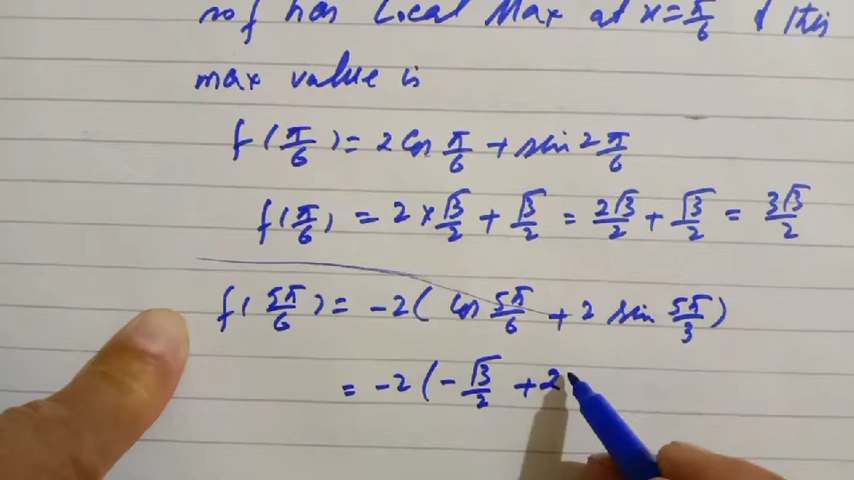 so f has Local Max at x = π/6 & this
max value is
f(π/6) = 2 cos π/6 + sin 2 π/6
f(π/6) = 2 × √3/2 + √3/2 = 2√3/2 + √3/2 = 3√3/2
f(5π/6) = -2( cos 5π/6 + 2 sin 5π/3 )
= -2( -√3/2 + 2